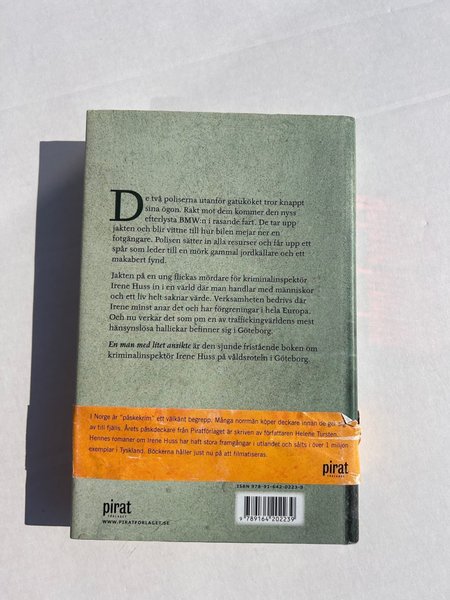 De två poliserna utanför gatuköket tror knappt
sina ögon. Rakt mot dem kommer den nyss
efterlysta BMW:n i rasande fart. De tar upp
jakten och blir vittne till hur bilen mejar ner en
fotgängare. Polisen sätter in alla resurser och får upp ett
spår som leder till en mörk gammal jordkällare och ett
makabert fynd.
Jakten på en ung flickas mördare för kriminalinspektör
Irene Huss in i en värld där man handlar med människor
och ett liv helt saknar värde. Verksamheten bedrivs där
Irene minst anar det och har förgreningar i hela Europa.
Och nu verkar det som om en av traffickingvärldens mest
hänsynslösa hallickar befinner sig i Göteborg.
En man med litet ansikte är den sjunde fristående boken om
kriminalinspektör Irene Huss på våldsroteln i Göteborg.
I Norge är "påskekrim" ett välkänt begrepp. Många norrmän köper deckare innan de ger sig
av till fjälls. Årets påskdeckare från Piratförlaget är skriven av författaren Helene Tursten.
Hennes romaner om Irene Huss har haft stora framgångar i utlandet och sålts i över 1 miljon
exemplar i Tyskland. Böckerna håller just nu på att filmatiseras.
pirat
FÖRLAGET
ISBN 978-91-642-0223-9
9 789164 202239
pirat
FÖRLAGET
WWW.PIRATFORLAGET.SE